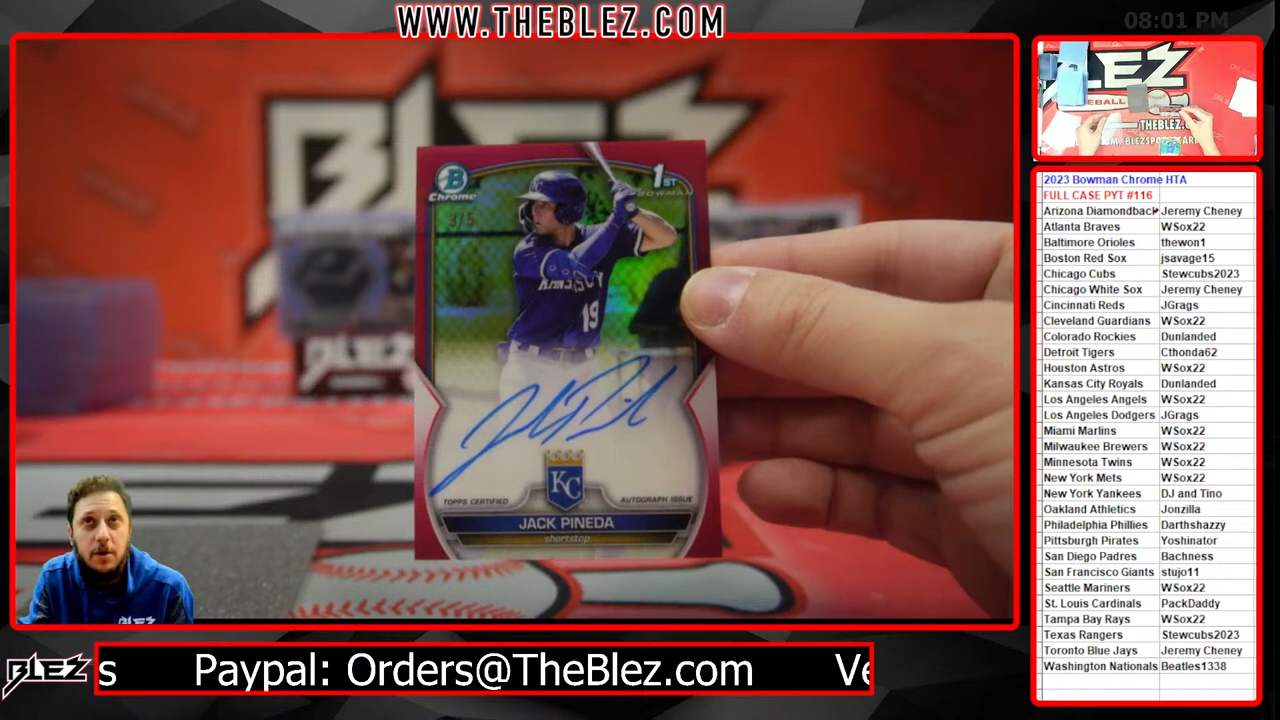 WWW.THEBLEZ.COM
08:01 PM
BLEZ
B
Chrome
1ST
BOWMAN
19
KC
TOPPS CERTIFIED
AUTOGRAPH ISSUE
JACK PINEDA
shortstop
BLEZ
EZ
THEBLEZ.
2023 Bowman Chrome HTA
FULL CASE PYT #116
Arizona Diamondback Jeremy Cheney
Atlanta Braves WSox22
Baltimore Orioles thewon1
Boston Red Sox jsavage15
Chicago Cubs Stewcubs2023
Chicago White Sox Jeremy Cheney
Cincinnati Reds JGrags
Cleveland Guardians WSox22
Colorado Rockies Dunlanded
Detroit Tigers Cthonda62
Houston Astros WSox22
Kansas City Royals Dunlanded
Los Angeles Angels WSox22
Los Angeles Dodgers JGrags
Miami Marlins WSox22
Milwaukee Brewers WSox22
Minnesota Twins WSox22
New York Mets WSox22
New York Yankees DJ and Tino
Oakland Athletics Jonzilla
Philadelphia Phillies Darthshazzy
Pittsburgh Pirates Yoshinator
San Diego Padres Bachness
San Francisco Giants stujo11
Seattle Mariners WSox22
St. Louis Cardinals PackDaddy
Tampa Bay Rays WSox22
Texas Rangers Stewcubs2023
Toronto Blue Jays Jeremy Cheney
Washington Nationals Beatles1338
BLEZ
s Paypal: Orders@TheBlez.com Ve